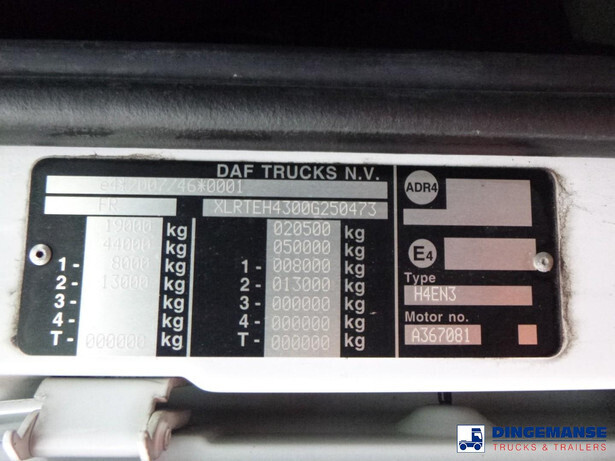 DAF TRUCKS N.V.
e4*2007/46*0001
FR XLRTEH4300G250473
19000 kg 020500 kg
44000 kg 050000 kg
1- 8000 kg 1- 008000 kg
2- 13000 kg 2- 013000 kg
3- kg 3- 000000 kg
4- kg 4- 000000 kg
T- 000000 kg T- 000000 kg
ADR4
E4
Type
H4EN3
Motor no.
A367081
DINGEMANSE
TRUCKS & TRAILERS